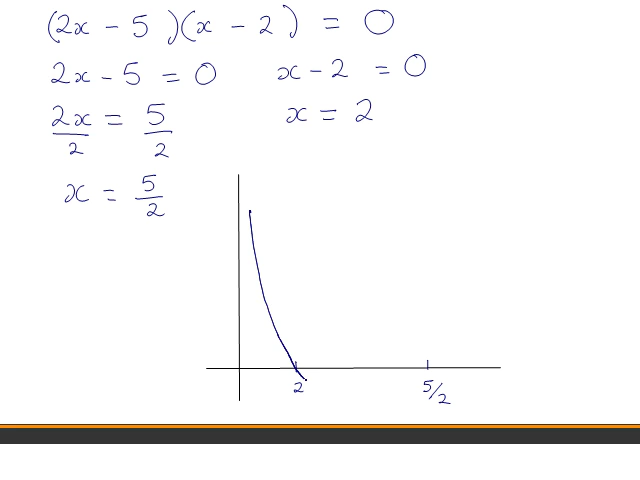 (2x - 5)(x - 2) = 0
2x - 5 = 0    x - 2 = 0
2x/2 = 5/2    x = 2
x = 5/2
2    5/2